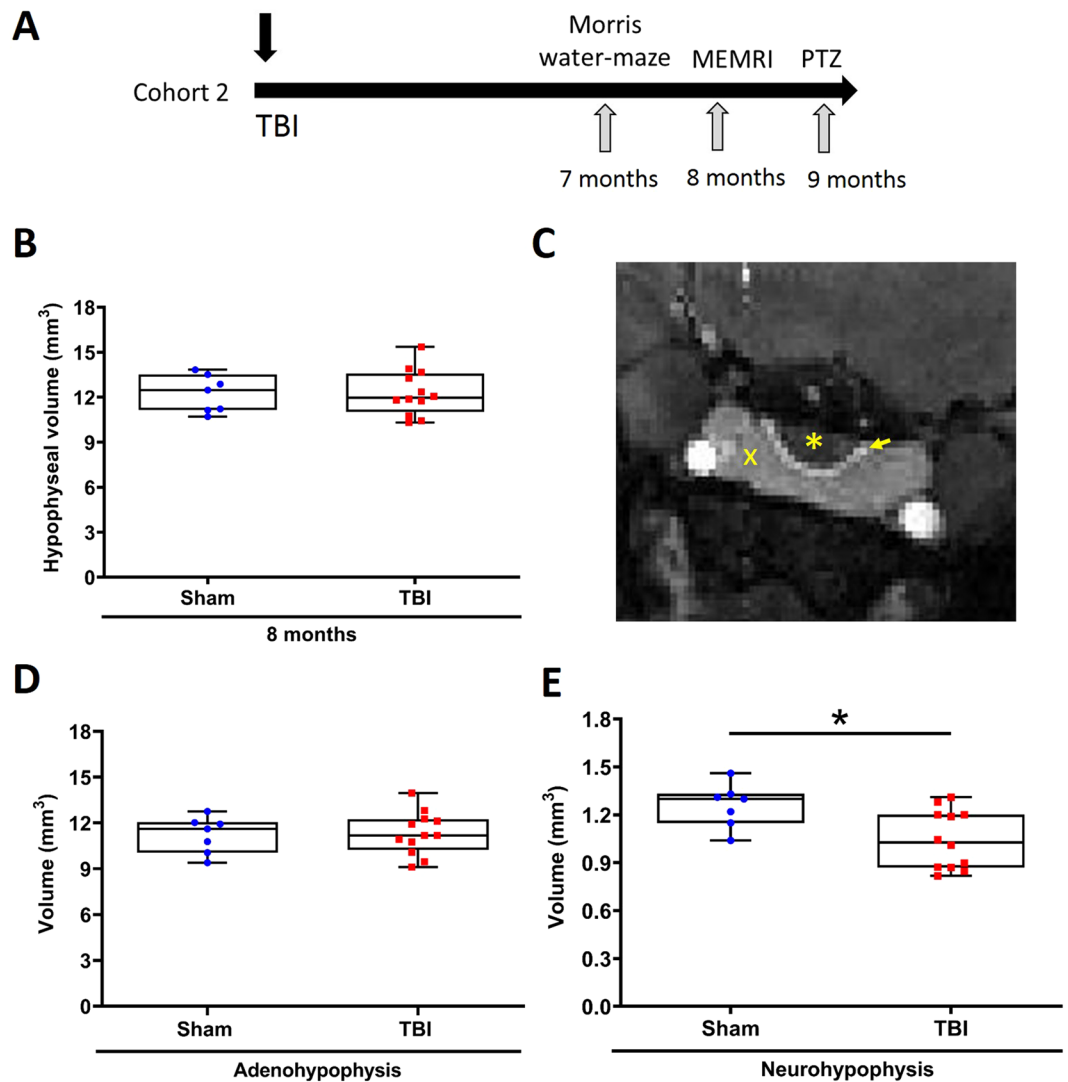 A
Morris
water-maze
MEMRI
PTZ
Cohort 2
TBI
7 months
8 months
9 months
B
Hypophyseal volume (mm³)
18
15
12
9
6
3
0
Sham
TBI
8 months
C
*
x
D
Volume (mm³)
18
15
12
9
6
3
0
Sham
TBI
Adenohypophysis
E
*
Volume (mm³)
1.8
1.5
1.2
0.9
0.6
0.3
0.0
Sham
TBI
Neurohypophysis